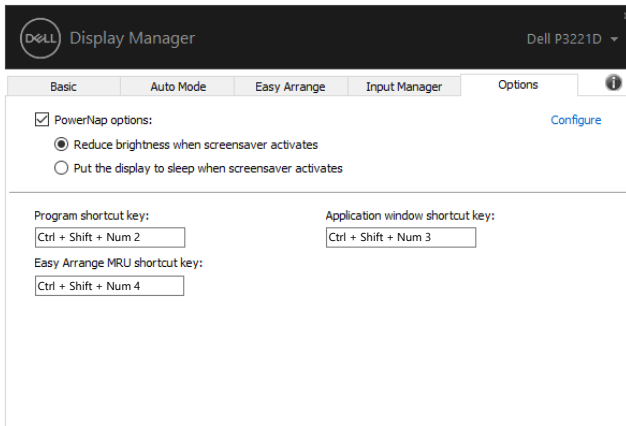 DELL Display Manager
Dell P3221D
Basic Auto Mode Easy Arrange Input Manager Options
PowerNap options:
Configure
Reduce brightness when screensaver activates
Put the display to sleep when screensaver activates
Program shortcut key:
Application window shortcut key:
Ctrl + Shift + Num 2
Ctrl + Shift + Num 3
Easy Arrange MRU shortcut key:
Ctrl + Shift + Num 4